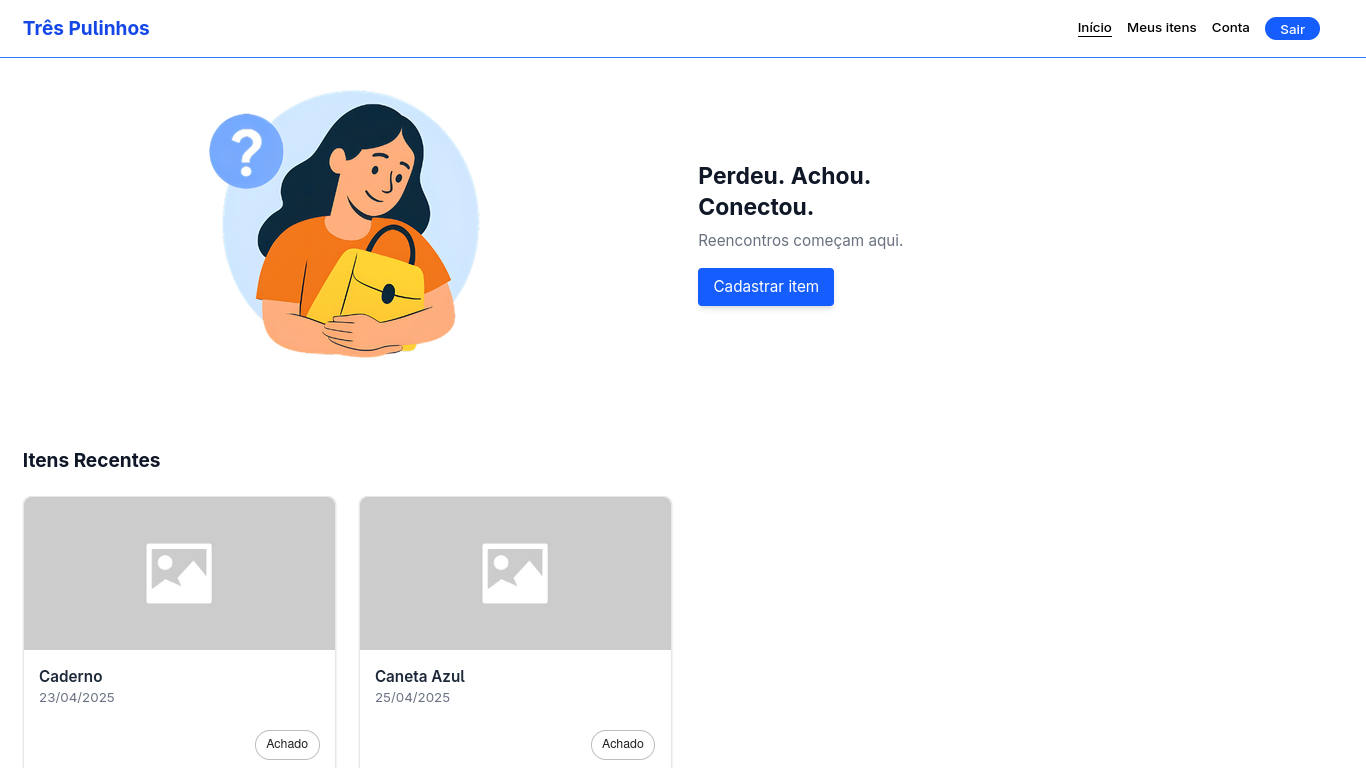 Três Pulinhos
Início
Meus itens
Conta
Sair
?
Perdeu. Achou.
Conectou.
Reencontros começam aqui.
Cadastrar item
Itens Recentes
Caderno
23/04/2025
Achado
Caneta Azul
25/04/2025
Achado